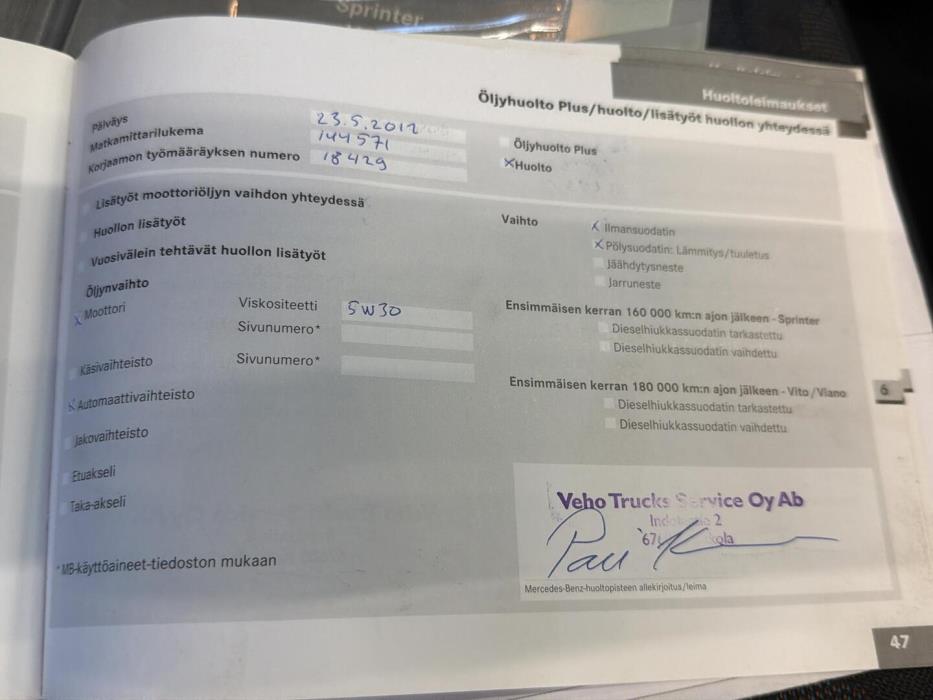 Sprinter
Huoltoleimaukset
Öljyhuolto Plus/huolto/lisätyöt huollon yhteydessä
Päiväys 23.5.2012
Matkamittarilukema 144571
Korjaamon työmääräyksen numero 18429
Öljyhuolto Plus
x Huolto
Lisätyöt moottoriöljyn vaihdon yhteydessä
Huollon lisätyöt
Vuosivälein tehtävät huollon lisätyöt
Vaihto
x Ilmansuodatin
x Pölysuodatin: Lämmitys/tuuletus
Jäähdytysneste
Jarruneste
Öljynvaihto
x Moottori
Viskositeetti 5W30
Sivunumero*
Käsivaihteisto
Sivunumero*
x Automaattivaihteisto
Jakovaihteisto
Etuakseli
Taka-akseli
Ensimmäisen kerran 160 000 km:n ajon jälkeen - Sprinter
Dieselhiukkassuodatin tarkastettu
Dieselhiukkassuodatin vaihdettu
Ensimmäisen kerran 180 000 km:n ajon jälkeen - Vito/Viano
Dieselhiukkassuodatin tarkastettu
Dieselhiukkassuodatin vaihdettu
6
Veho Trucks Service Oy Ab
2
Mercedes-Benz-huoltopisteen allekirjoitus/leima
*MB-käyttöaineet-tiedoston mukaan
47